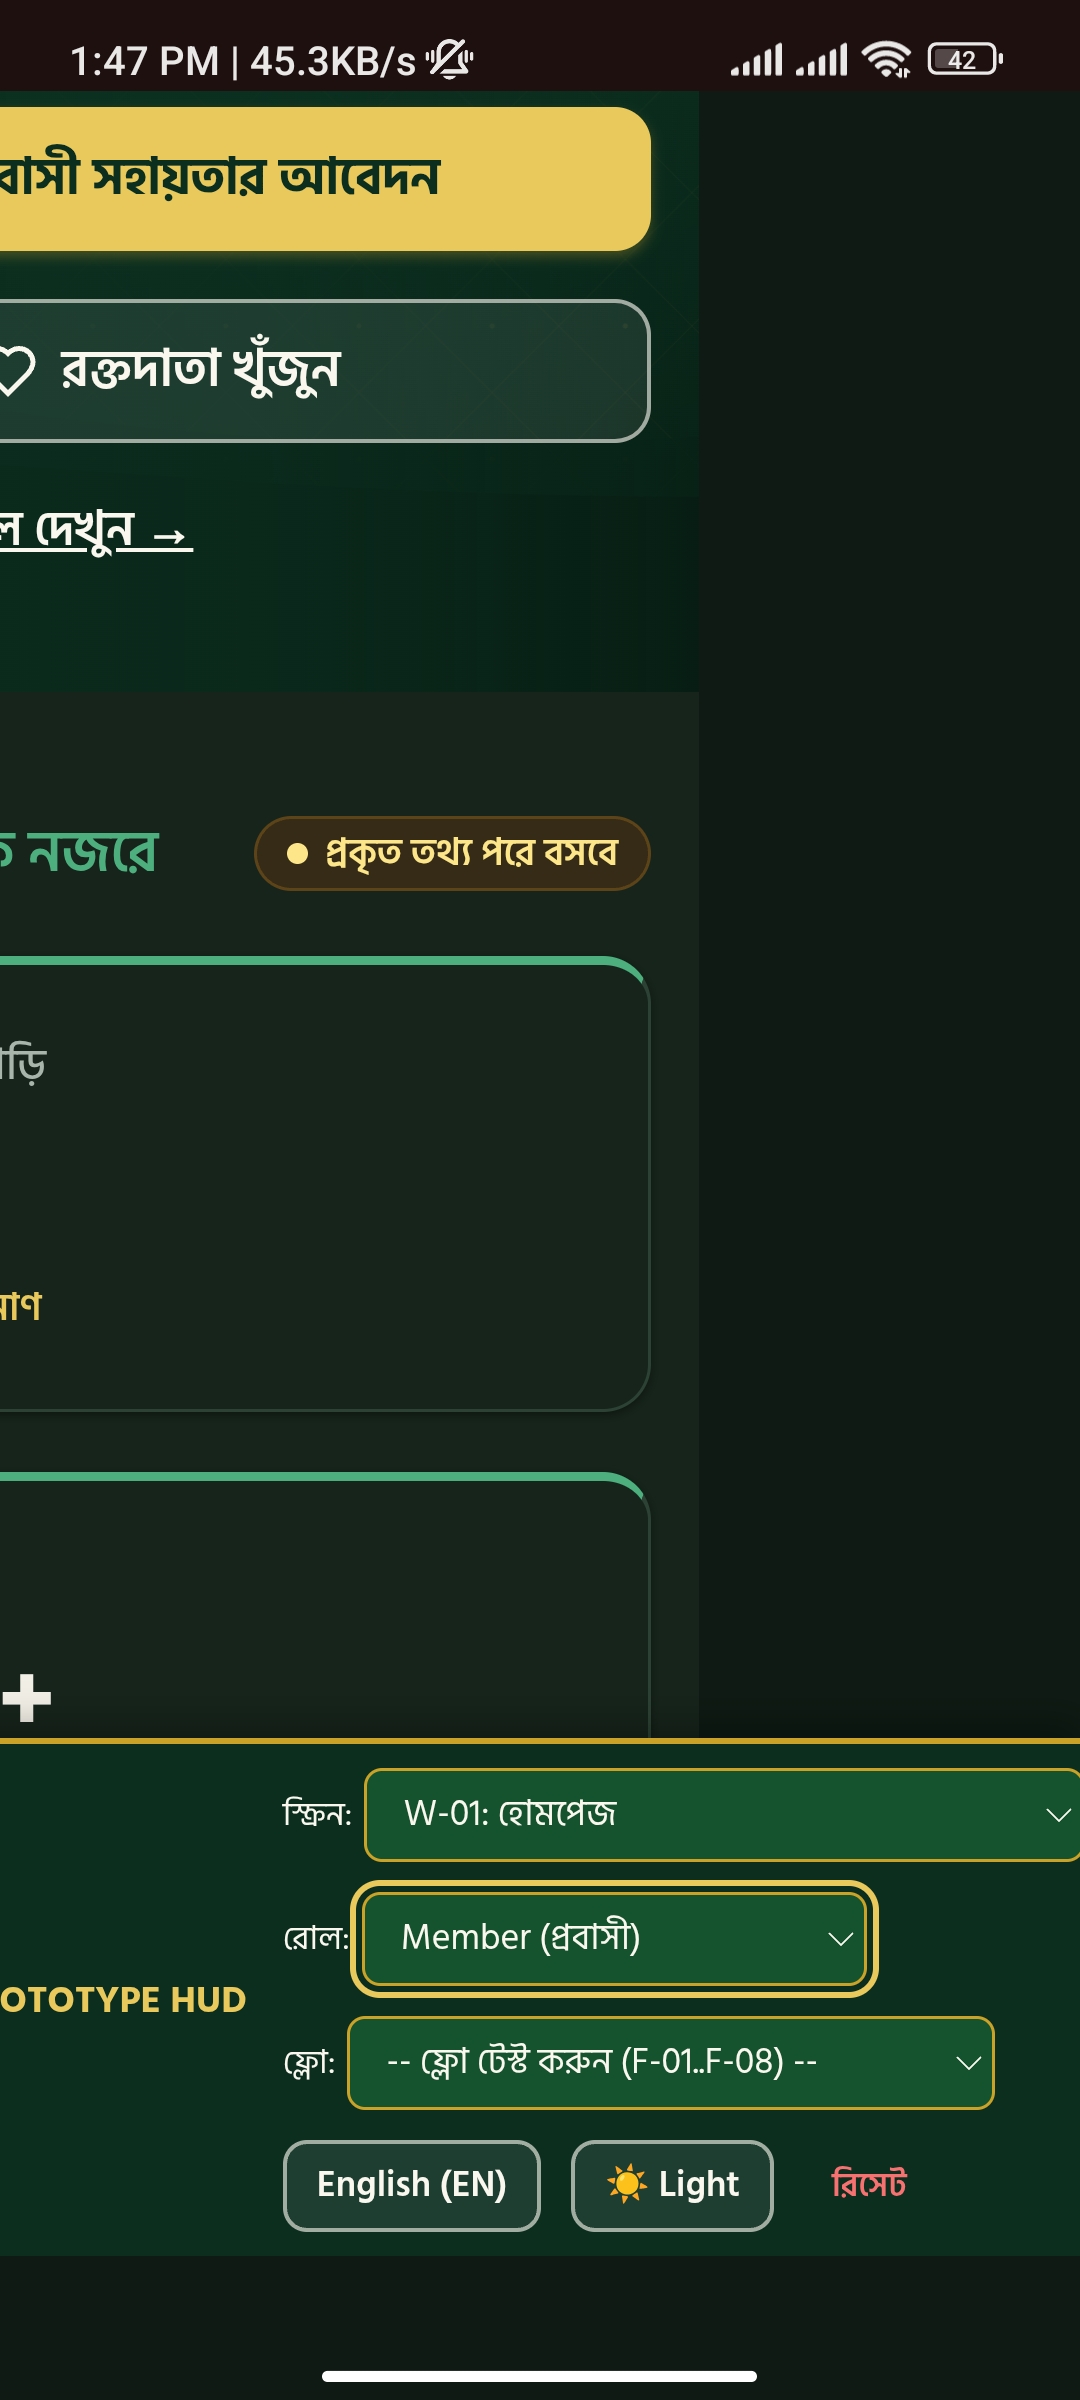 1:47 PM | 45.3KB/s
42
বাসী সহায়তার আবেদন
রক্তদাতা খুঁজুন
ল দেখুন →
নজরে
প্রকৃত তথ্য পরে বসবে
ড়ি
মাণ
+
স্ক্রিন: W-01: হোমপেজ
রোল: Member (প্রবাসী)
OTOTYPE HUD
ফ্লো: -- ফ্লো টেস্ট করুন (F-01..F-08) --
English (EN) ☀️ Light রিসেট